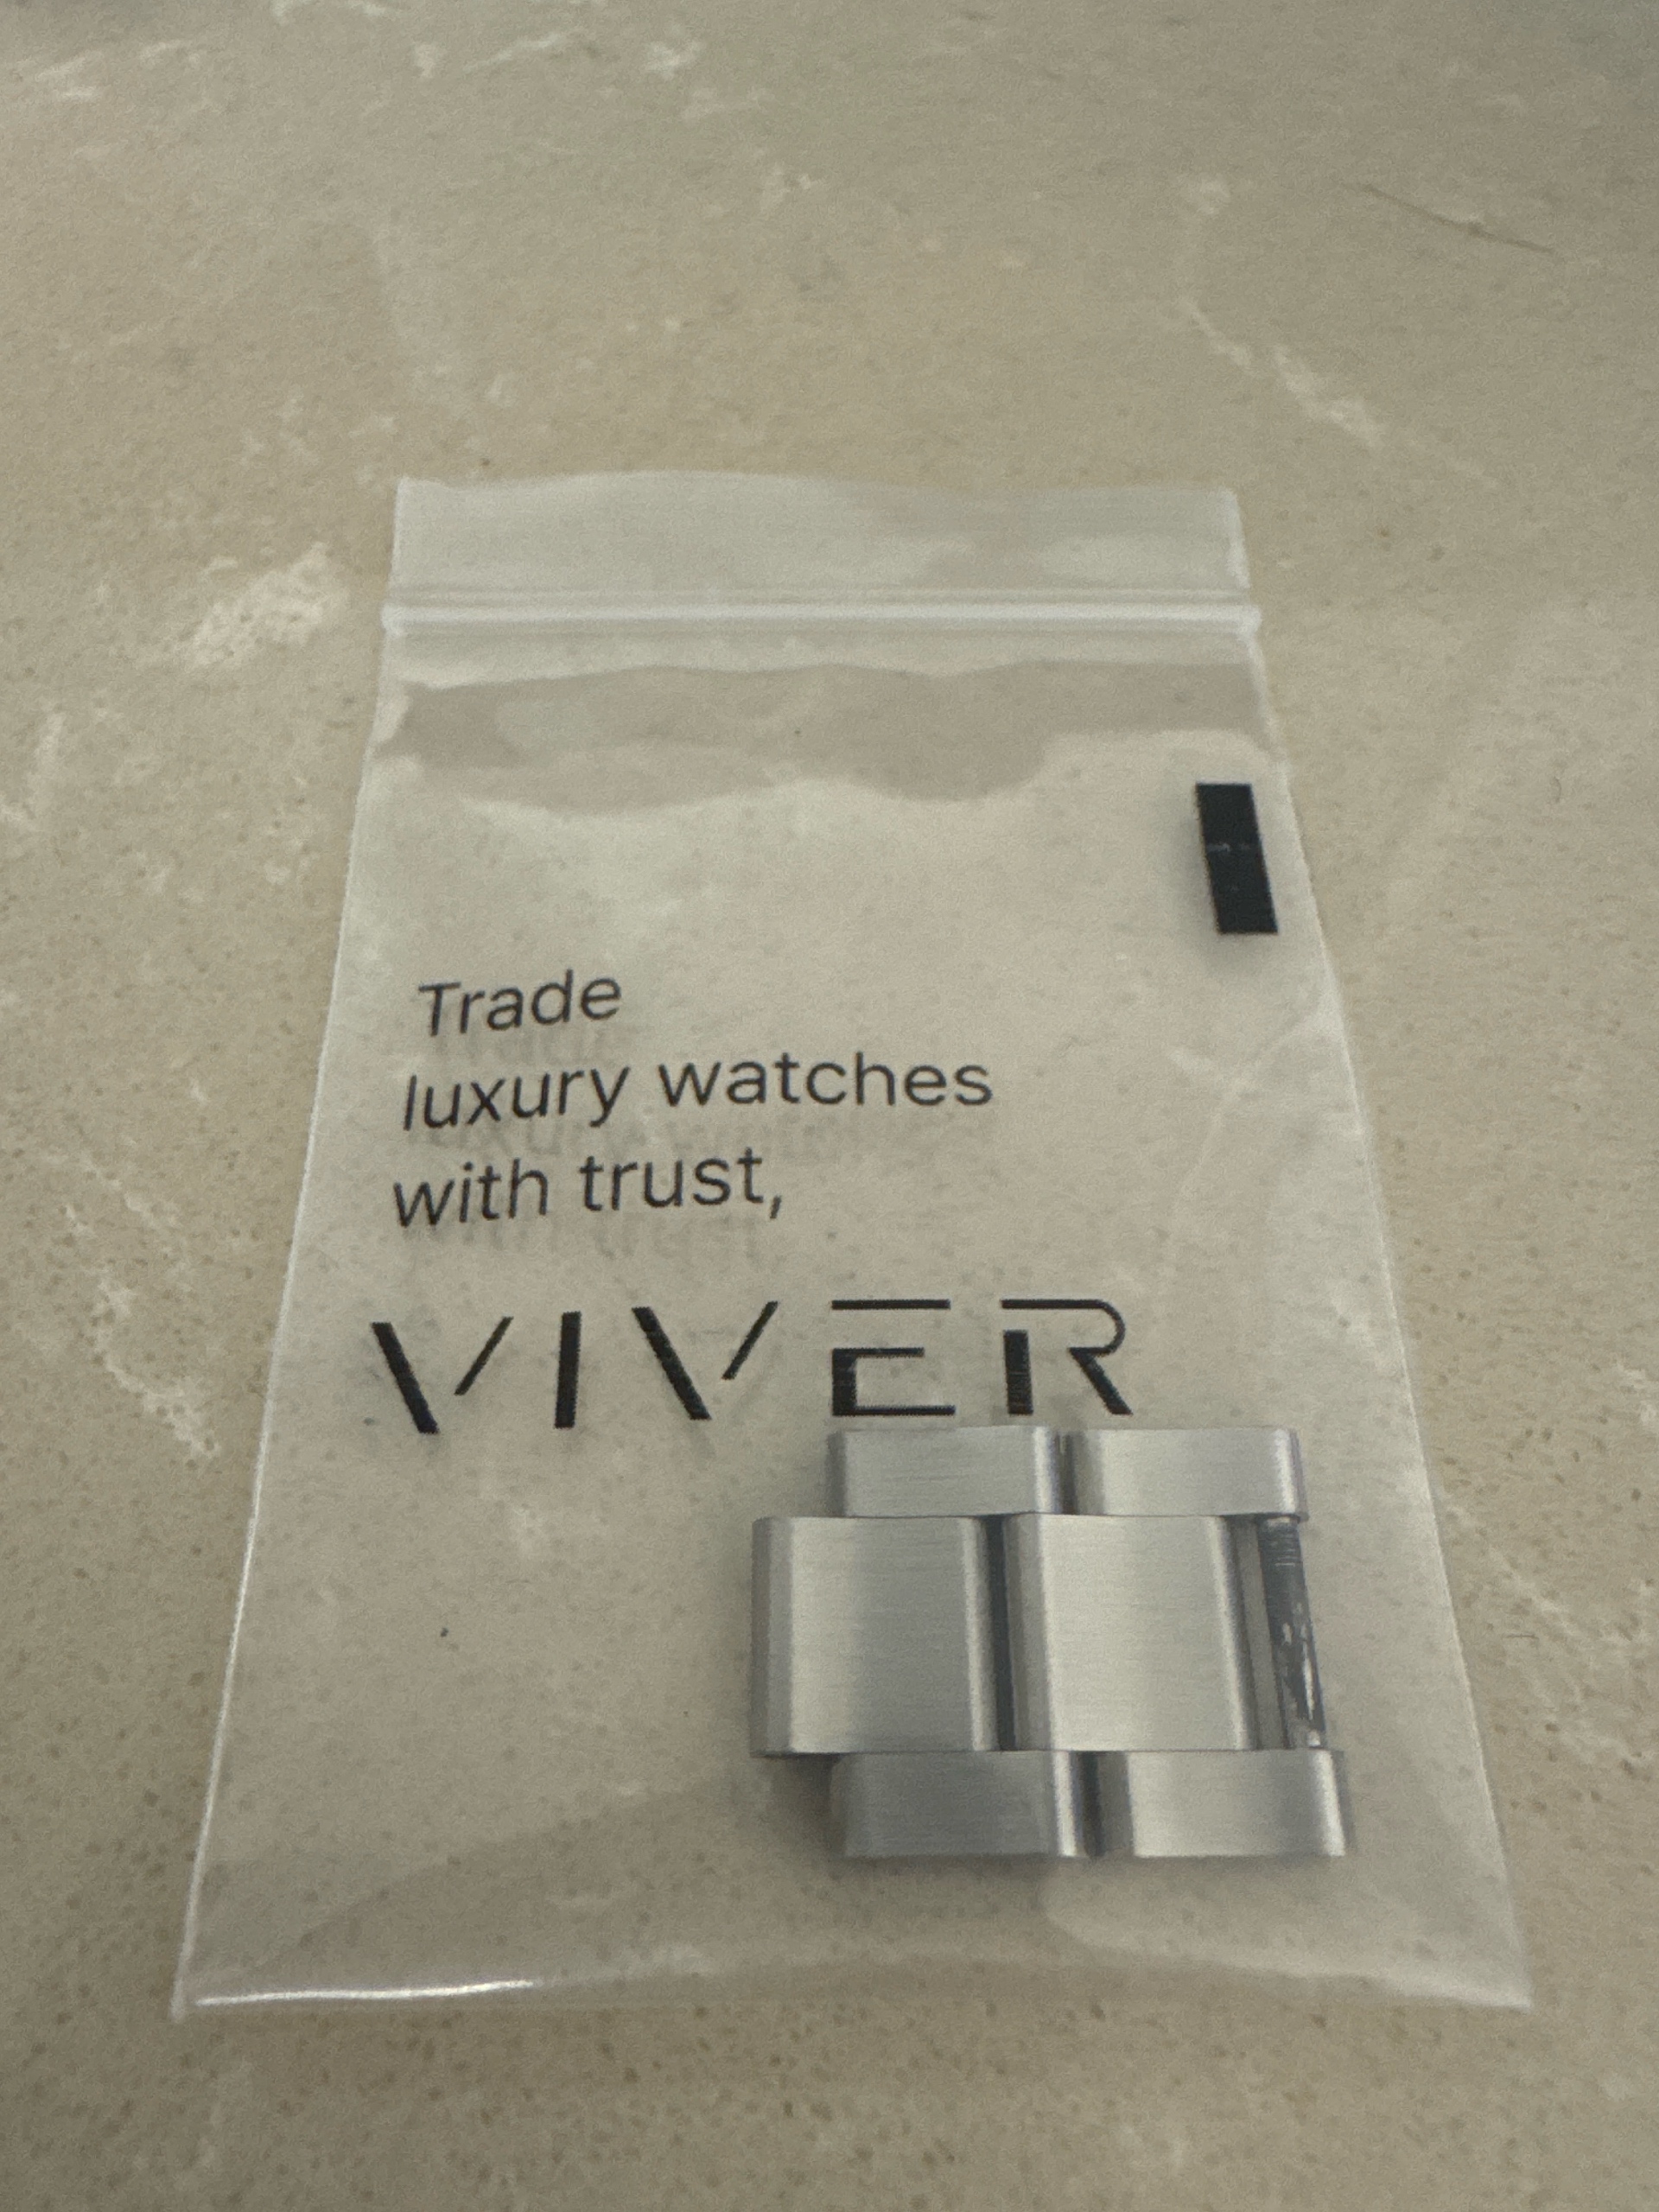 Trade
luxury watches
with trust,
VIVER